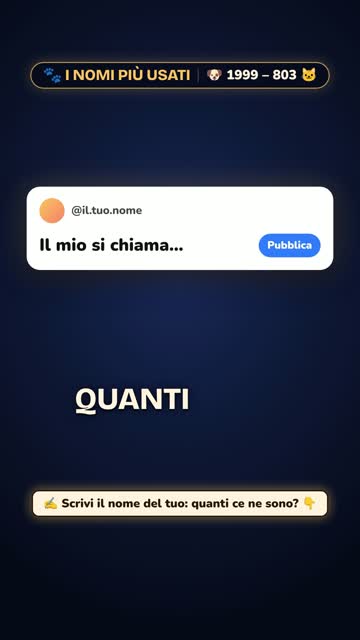 🐾 I NOMI PIÙ USATI | 🐶 1999 – 803 🐱
@il.tuo.nome
Il mio si chiama... Pubblica
QUANTI
✍️ Scrivi il nome del tuo: quanti ce ne sono? 👇